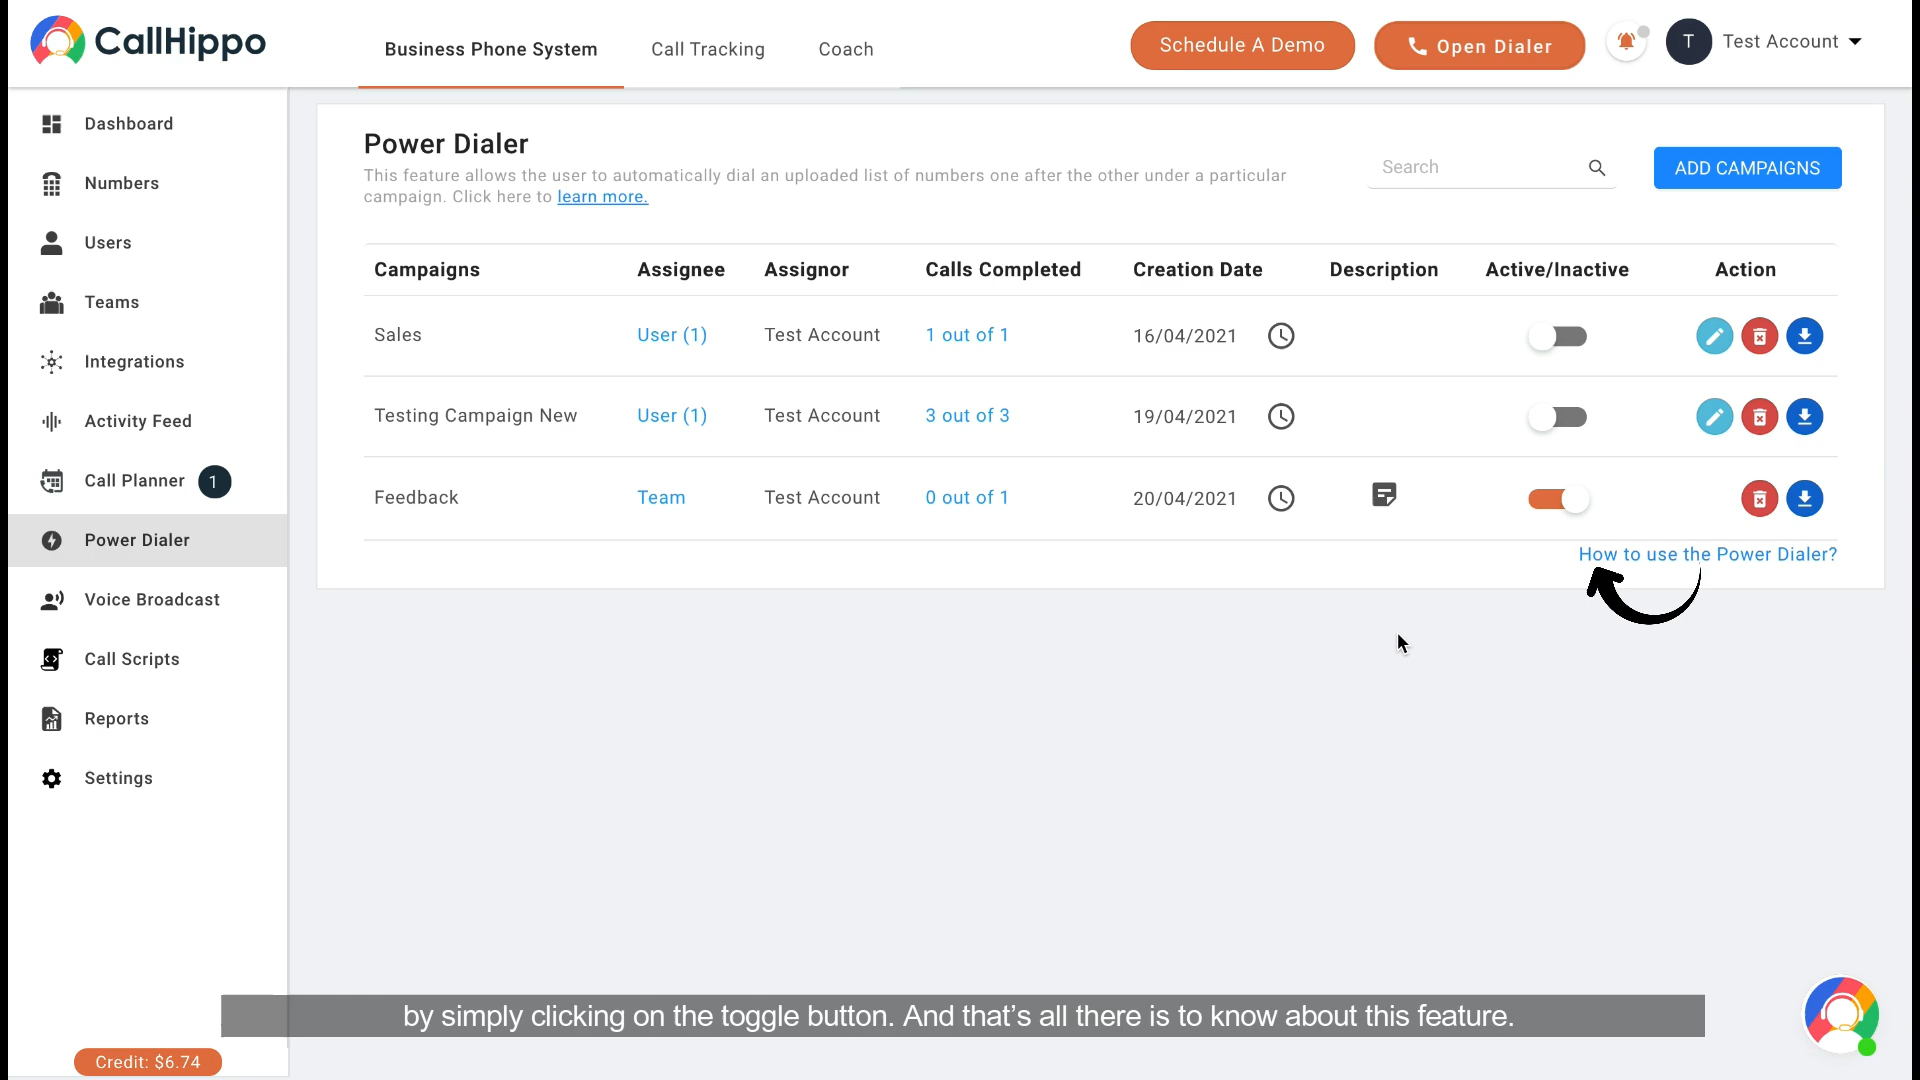 CallHippo
Business Phone System
Call Tracking
Coach
Schedule A Demo
Open Dialer
T
Test Account
Dashboard
Numbers
Users
Teams
Integrations
Activity Feed
Call Planner 1
Power Dialer
Voice Broadcast
Call Scripts
Reports
Settings
Credit: $6.74
Power Dialer
This feature allows the user to automatically dial an uploaded list of numbers one after the other under a particular
campaign. Click here to learn more.
Search
ADD CAMPAIGNS
Campaigns Assignee Assignor Calls Completed Creation Date Description Active/Inactive Action
Sales User (1) Test Account 1 out of 1 16/04/2021
Testing Campaign New User (1) Test Account 3 out of 3 19/04/2021
Feedback Team Test Account 0 out of 1 20/04/2021
How to use the Power Dialer?
by simply clicking on the toggle button. And that's all there is to know about this feature.